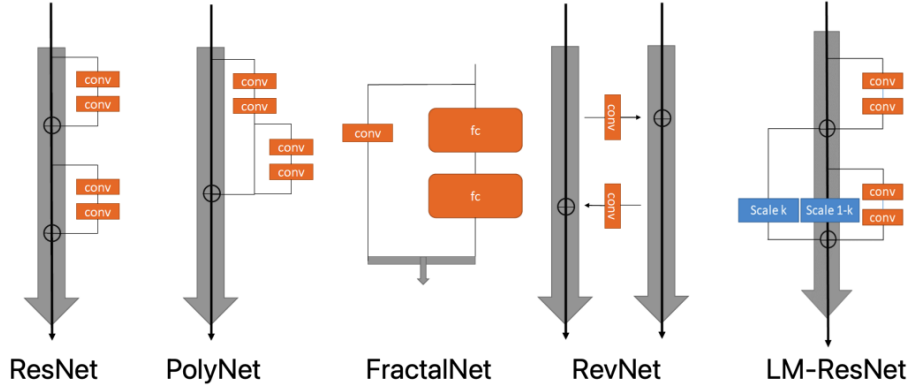 conv
conv
conv
conv
ResNet
conv
conv
conv
conv
PolyNet
conv
fc
fc
FractalNet
conv
conv
RevNet
conv
conv
conv
conv
Scale k
Scale 1-k
LM-ResNet